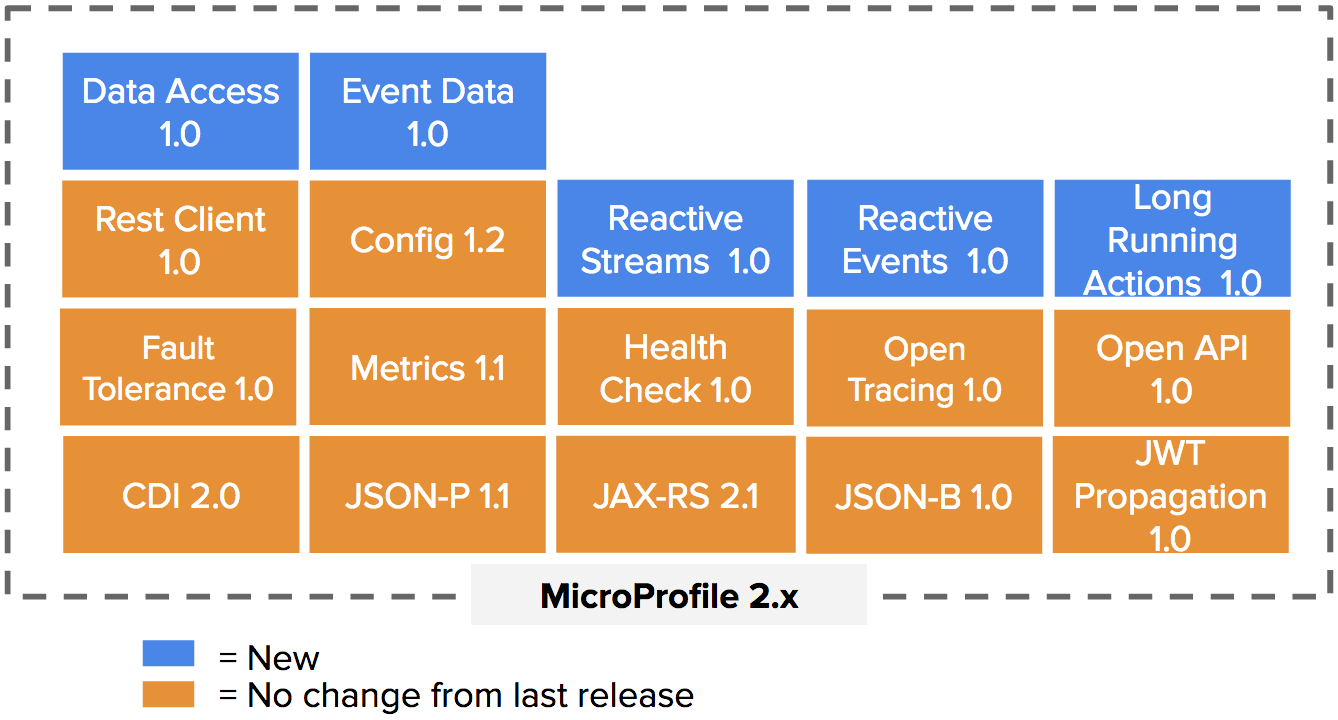 Data Access
1.0
Event Data
1.0
Rest Client
1.0
Config 1.2
Reactive
Streams  1.0
Reactive
Events  1.0
Long
Running
Actions  1.0
Fault
Tolerance 1.0
Metrics 1.1
Health
Check 1.0
Open
Tracing 1.0
Open API
1.0
CDI 2.0
JSON-P 1.1
JAX-RS 2.1
JSON-B 1.0
JWT
Propagation
1.0
MicroProfile 2.x
= New
= No change from last release